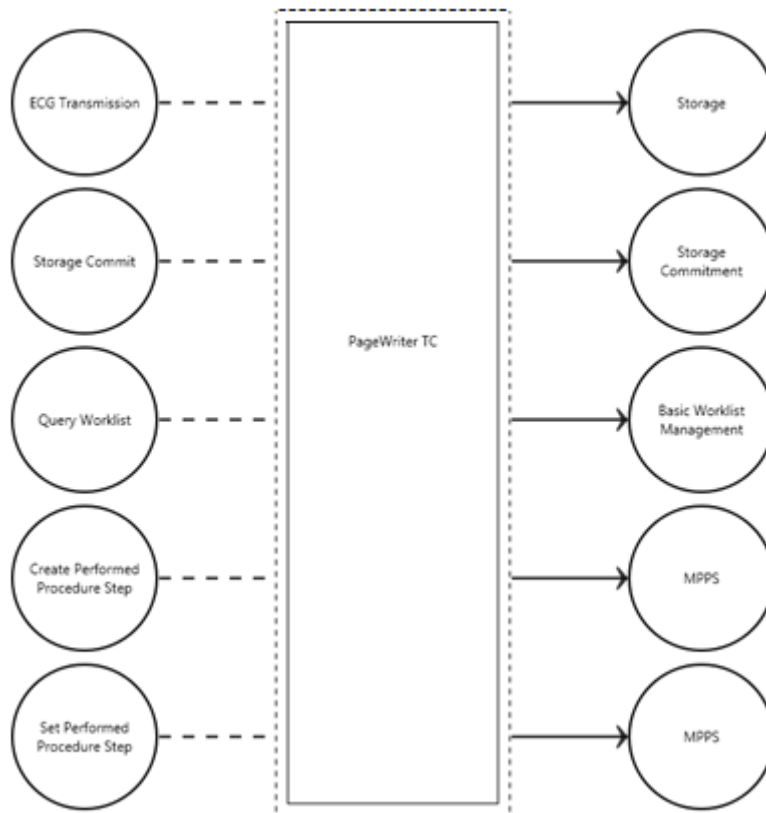 ECG Transmission
Storage
Storage Commit
Storage
Commitment
PageWriter TC
Query Worklist
Basic Worklist
Management
Create Performed
Procedure Step
MPPS
Set Performed
Procedure Step
MPPS